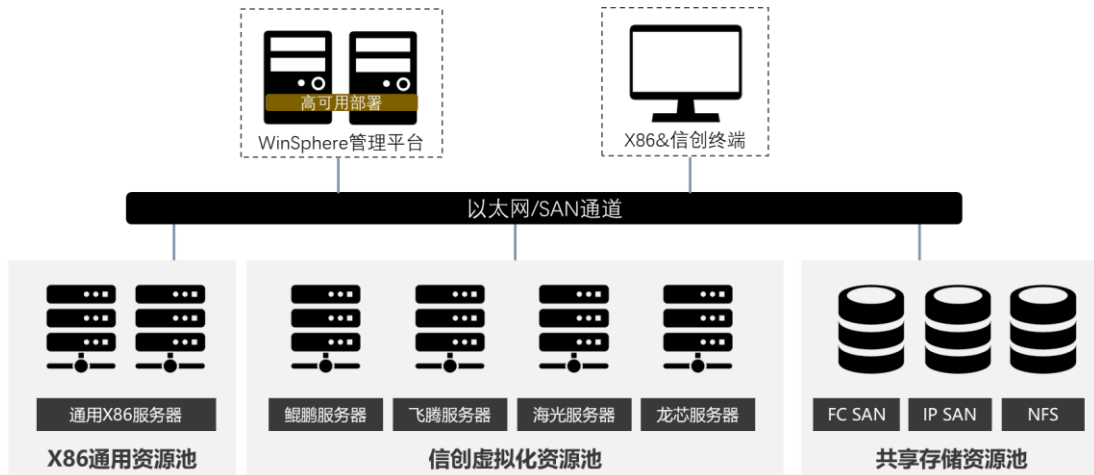 高可用部署
WinSphere管理平台
X86&信创终端
以太网/SAN通道
通用X86服务器
鲲鹏服务器
飞腾服务器
海光服务器
龙芯服务器
FC SAN
IP SAN
NFS
X86通用资源池
信创虚拟化资源池
共享存储资源池